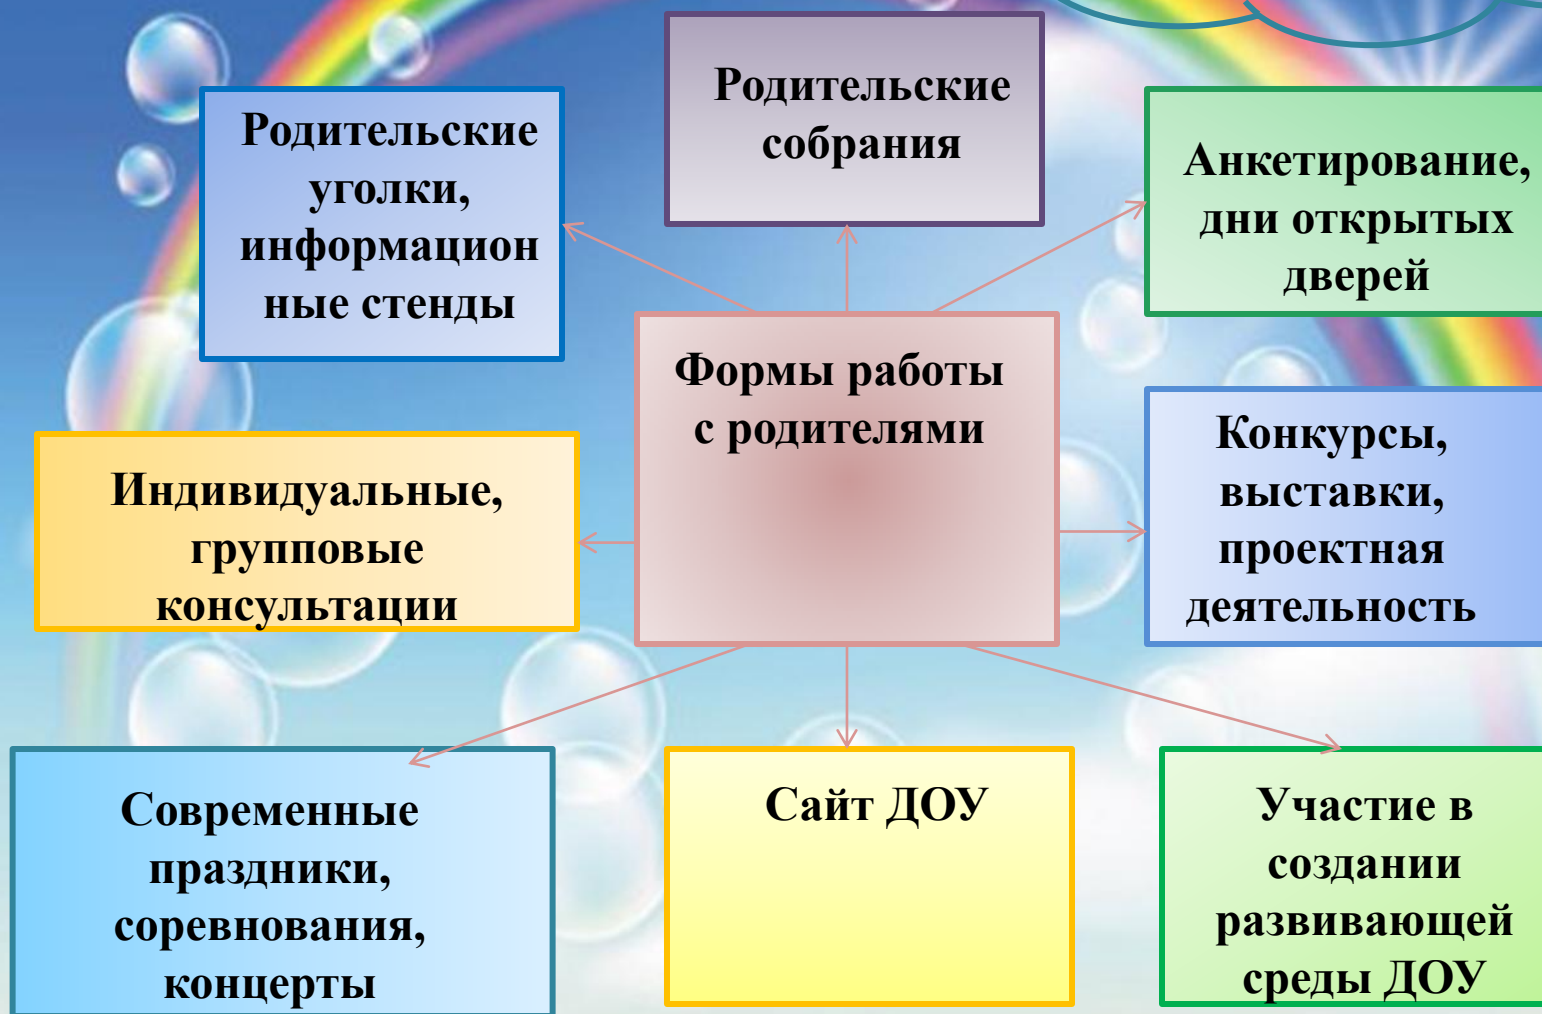 Родительские
собрания
Родительские
уголки,
информацион
ные стенды
Анкетирование,
дни открытых
дверей
Формы работы
с родителями
Индивидуальные,
групповые
консультации
Конкурсы,
выставки,
проектная
деятельность
Современные
праздники,
соревнования,
концерты
Сайт ДОУ
Участие в
создании
развивающей
среды ДОУ